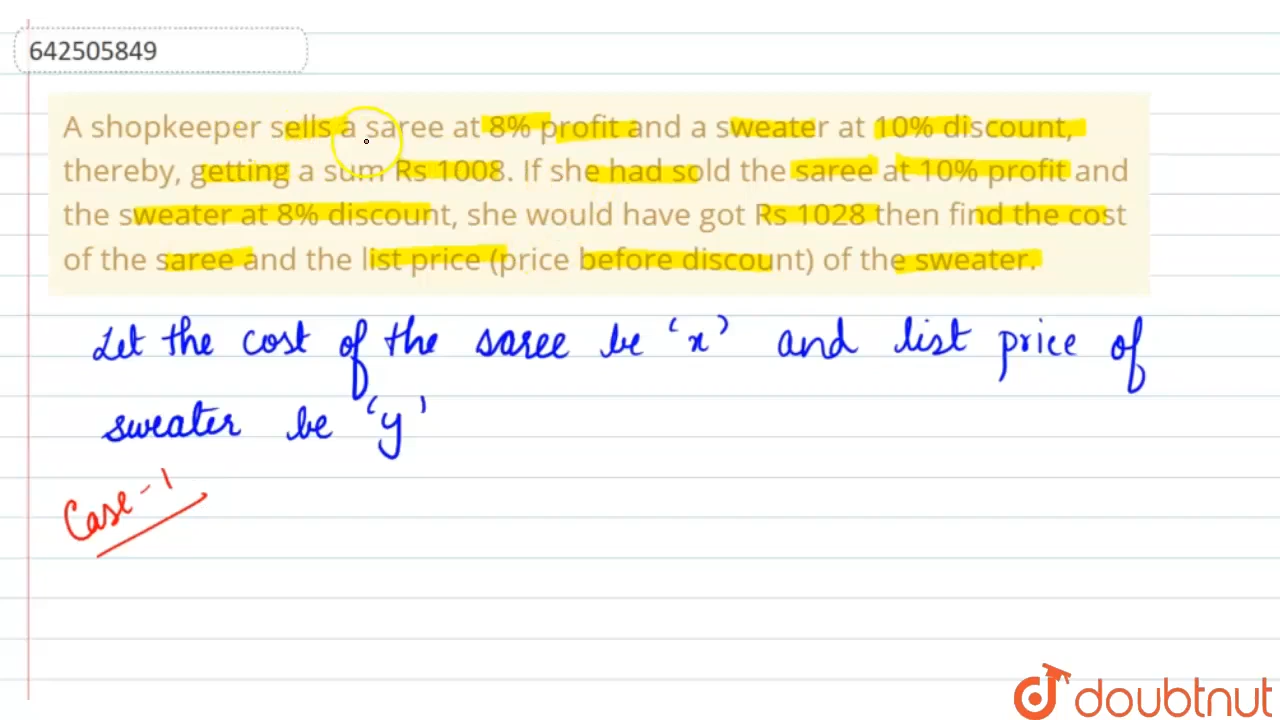 642505849
A shopkeeper sells a saree at 8% profit and a sweater at 10% discount,
thereby, getting a sum Rs 1008. If she had sold the saree at 10% profit and
the sweater at 8% discount, she would have got Rs 1028 then find the cost
of the saree and the list price (price before discount) of the sweater.
Let the cost of the saree be 'x' and list price of
sweater be 'y'
Case-1
doubtnut